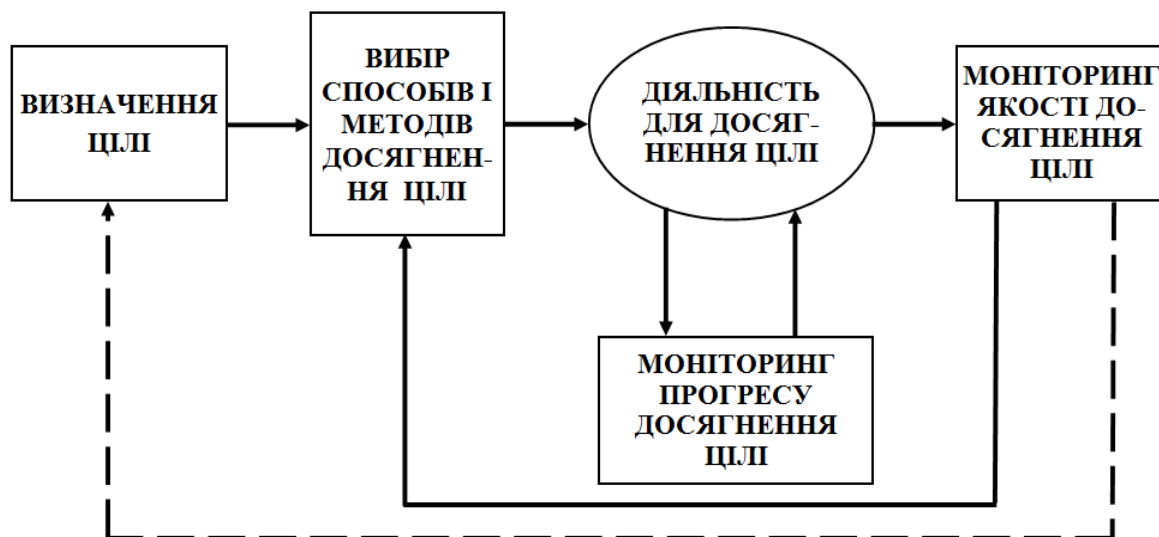 ВИЗНАЧЕННЯ
ЦІЛІ
ВИБІР
СПОСОБІВ І
МЕТОДІВ
ДОСЯГНЕН-
НЯ ЦІЛІ
ДІЯЛЬНІСТЬ
ДЛЯ ДОСЯГ-
НЕННЯ ЦІЛІ
МОНІТОРИНГ
ЯКОСТІ ДО-
СЯГНЕННЯ
ЦІЛІ
МОНІТОРИНГ
ПРОГРЕСУ
ДОСЯГНЕННЯ
ЦІЛІ